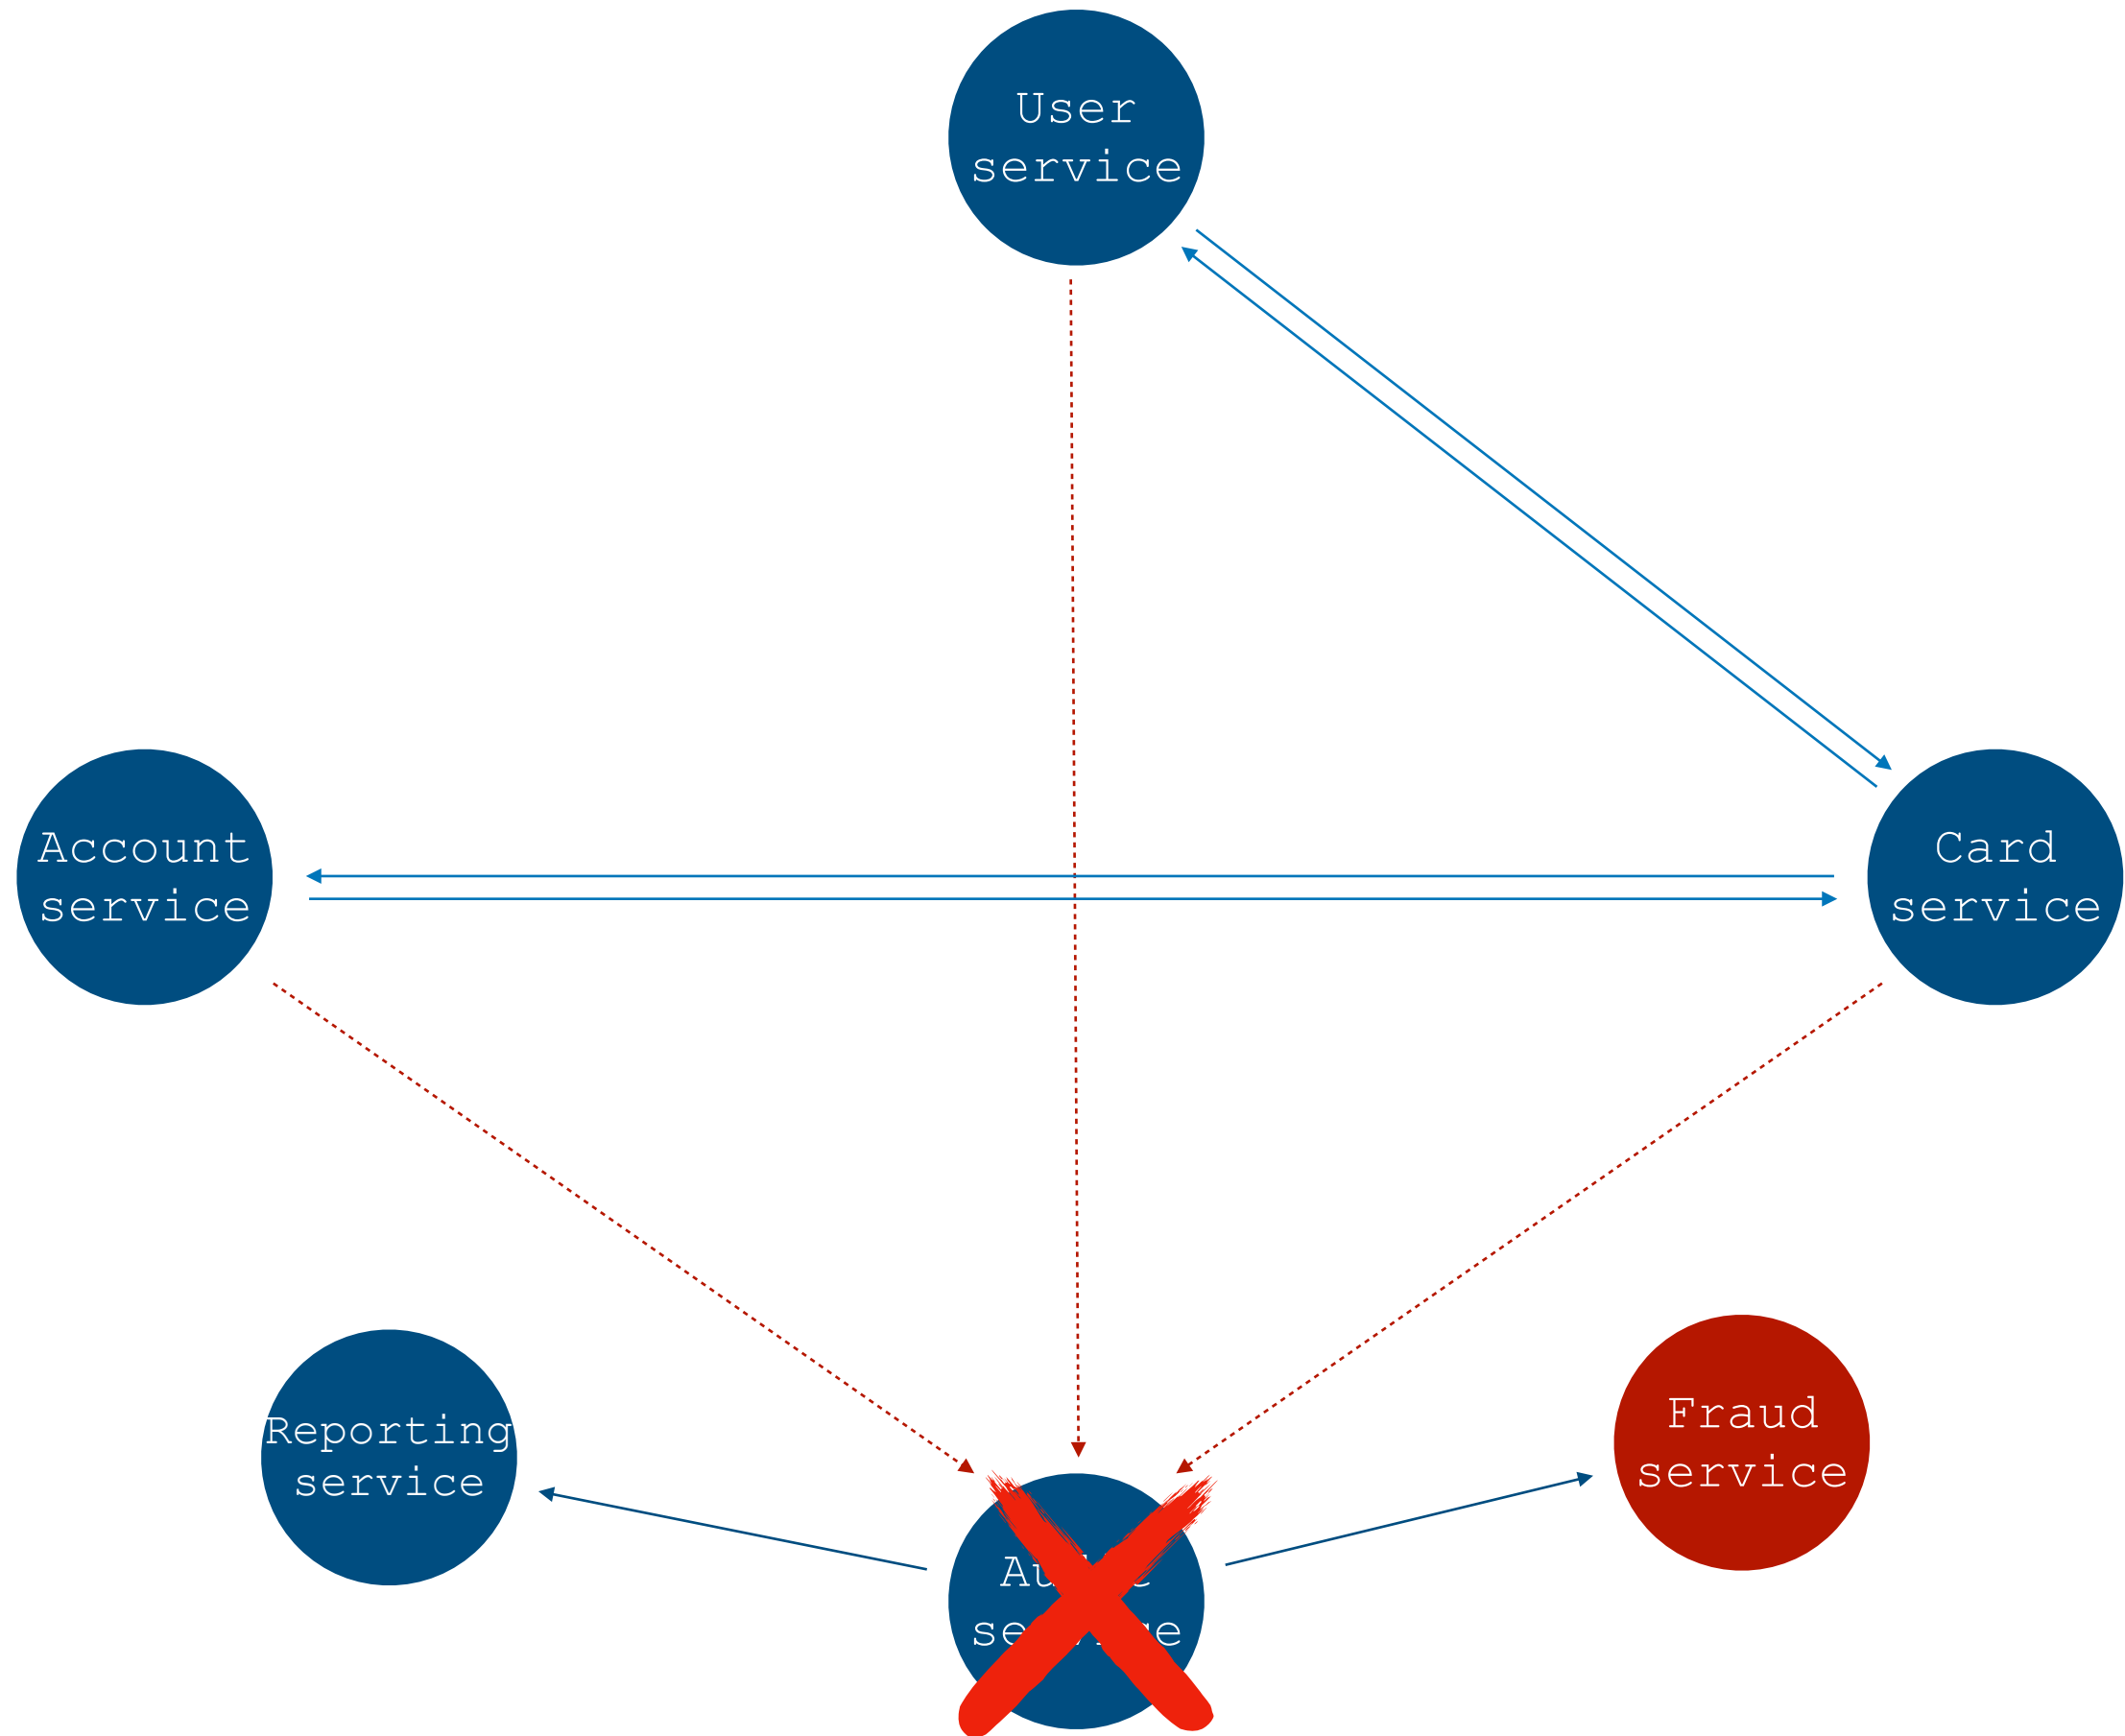 User
service
Account
service
Card
service
Reporting
service
Fraud
service